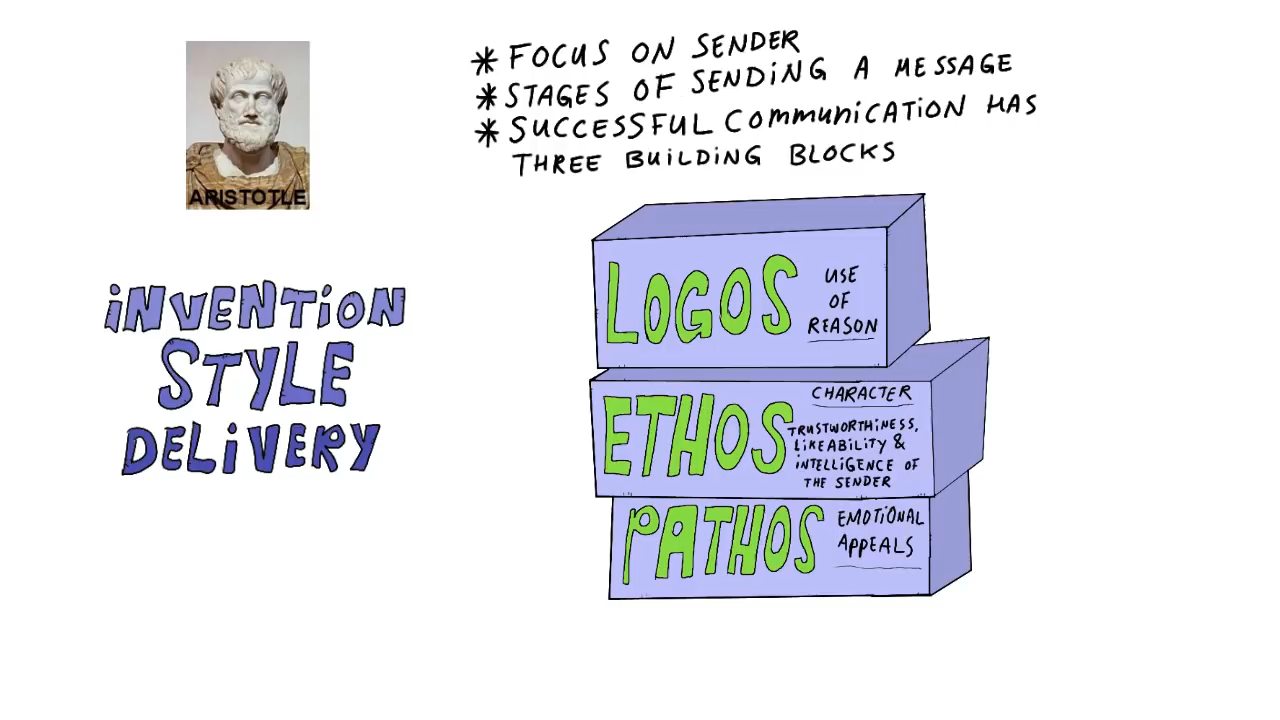 ARISTOTLE
* FOCUS ON SENDER
* STAGES OF SENDING A MESSAGE
* SUCCESSFUL COMMUNICATION HAS
THREE BUILDING BLOCKS
INVENTION
STYLE
DELIVERY
LOGOS
USE
OF
REASON
ETHOS
CHARACTER
TRUSTWORTHINESS,
LIKEABILITY &
INTELLIGENCE OF
THE SENDER
PATHOS
EMOTIONAL
APPEALS